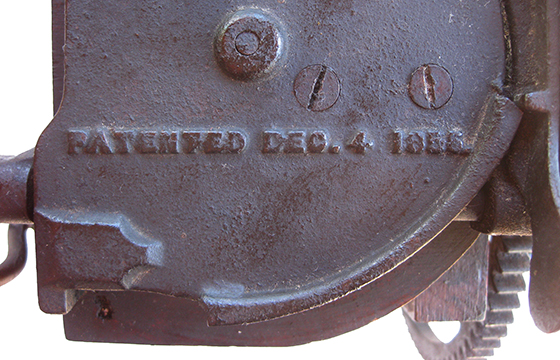 PATENTED DEC. 4 1855.